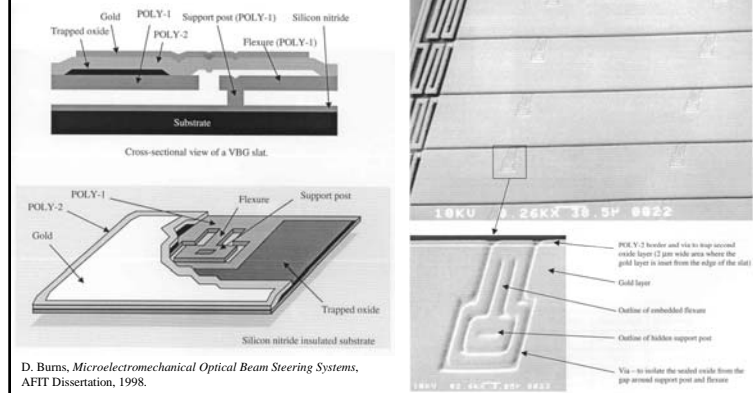 Gold
POLY-1
Support post (POLY-1)
Silicon nitride
Trapped oxide
POLY-2
Flexure (POLY-1)
Substrate
Cross-sectional view of a VBG slat.
POLY-1
Flexure
Support post
POLY-2
Gold
Trapped oxide
Silicon nitride insulated substrate
D. Burns, Microelectromechanical Optical Beam Steering Systems,
AFIT Dissertation, 1998.
10KU 0.26KX 38.5µ 0022
POLY-2 border and via to trap second
oxide layer (2 µm wide area where the
gold layer is inset from the edge of the slat)
Gold layer
Outline of embedded flexure
Outline of hidden support post
Via – to isolate the sealed oxide from the
gap around support post and flexure